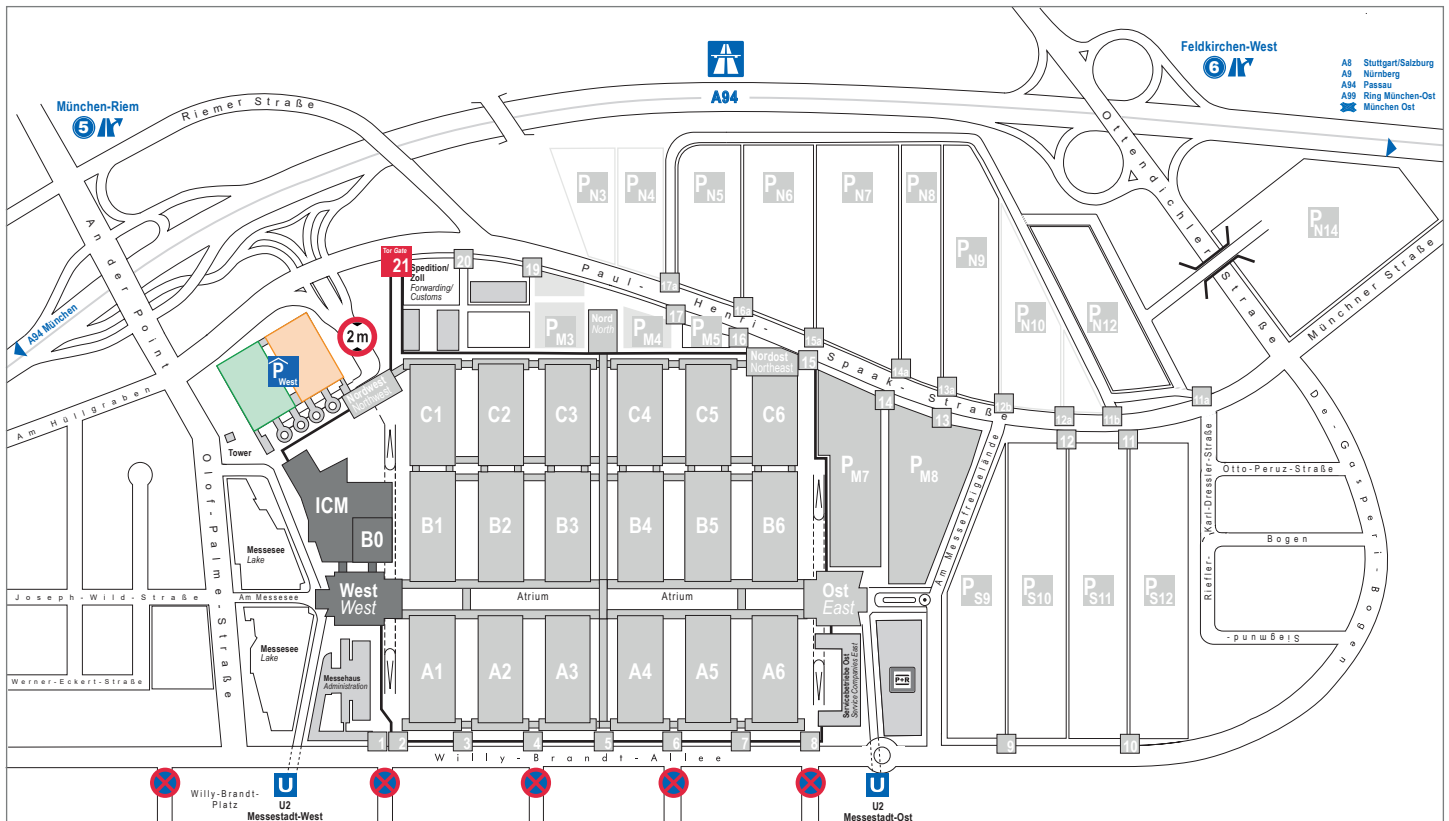 A94
Feldkirchen-West
6
A8 Stuttgart/Salzburg
A9 Nürnberg
A94 Passau
A99 Ring München-Ost
München Ost
München-Riem
5
Riemer Straße
An der Point
A94 München
Am Hüllgraben
Ottendichler Straße
Münchner Straße
PN3
PN4
PN5
PN6
PN7
PN8
PN9
PN10
PN12
PN14
Tor Gate
21
20
19
Spedition/
Zoll
Forwarding/
Customs
Paul-Henri-Spaak-Straße
17a
17
16a
16
15a
15
14a
14
13a
13
12b
12a
12
11b
11
11a
2 m
P
West
Nord
North
PM3
PM4
PM5
Nordost
Northeast
Nordwest
Northwest
Tower
C1
C2
C3
C4
C5
C6
PM7
PM8
Am Messefreigelände
De-Gasperi-Bogen
Karl-Dressler-Straße
Otto-Peruz-Straße
Bogen
Riefler-
Siegmund-
Olof-Palme-Straße
ICM
B0
B1
B2
B3
B4
B5
B6
Messesee
Lake
Joseph-Wild-Straße
Am Messesee
West
West
Atrium
Atrium
Ost
East
PS9
PS10
PS11
PS12
Messesee
Lake
Werner-Eckert-Straße
Messehaus
Administration
A1
A2
A3
A4
A5
A6
Servicebetriebe Ost
Service Companies East
P+R
1
2
3
4
5
6
7
8
9
10
Willy-Brandt-Allee
Willy-Brandt-
Platz
U
U2
Messestadt-West
U
U2
Messestadt-Ost